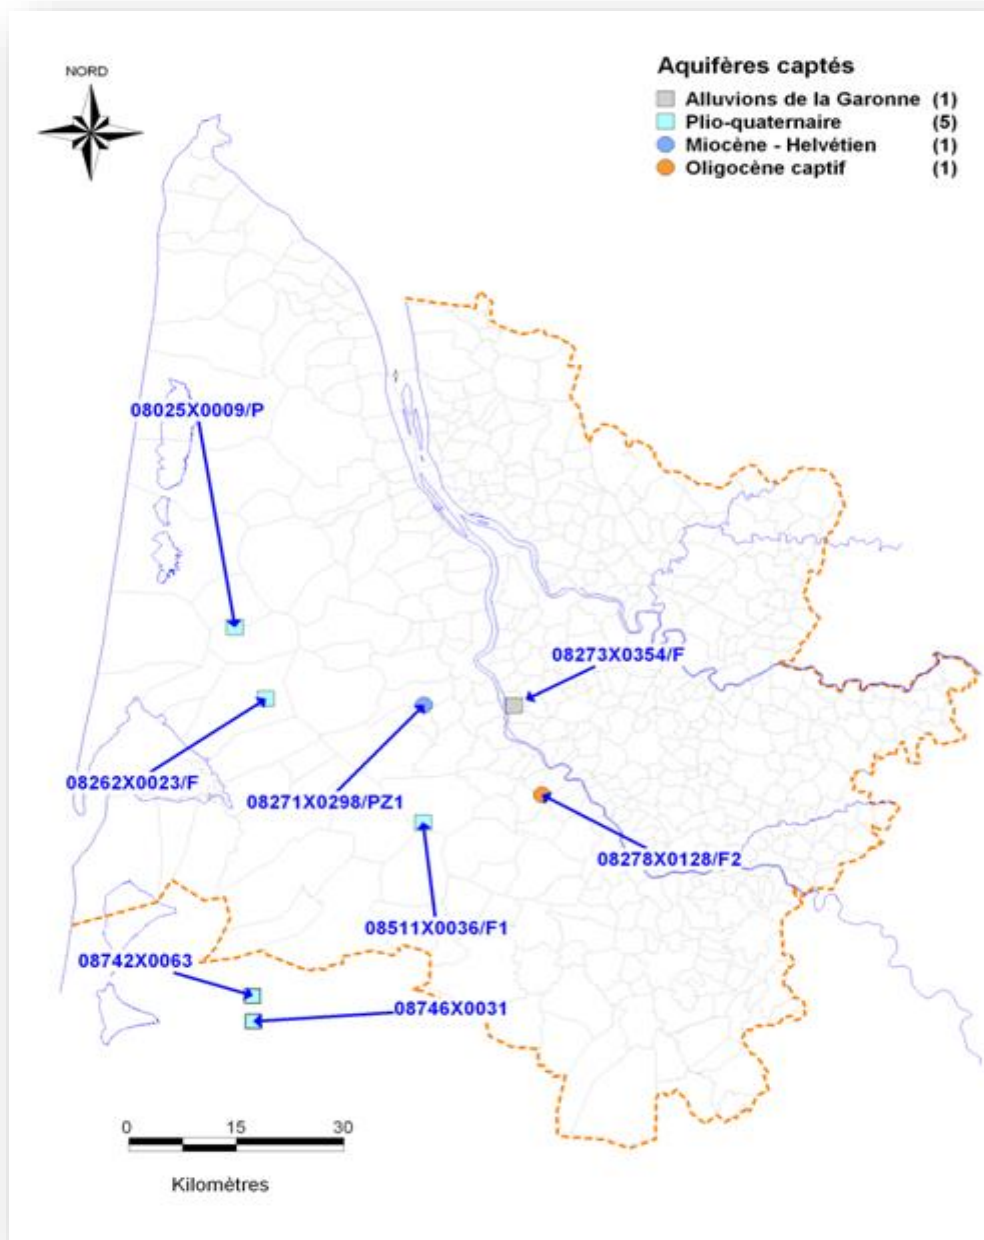 NORD
Aquifères captés
Alluvions de la Garonne (1)
Plio-quaternaire (5)
Miocène - Helvétien (1)
Oligocène captif (1)
08025X0009/P
08273X0354/F
08262X0023/F
08271X0298/PZ1
08278X0128/F2
08511X0036/F1
08742X0063
08746X0031
0 15 30
Kilomètres